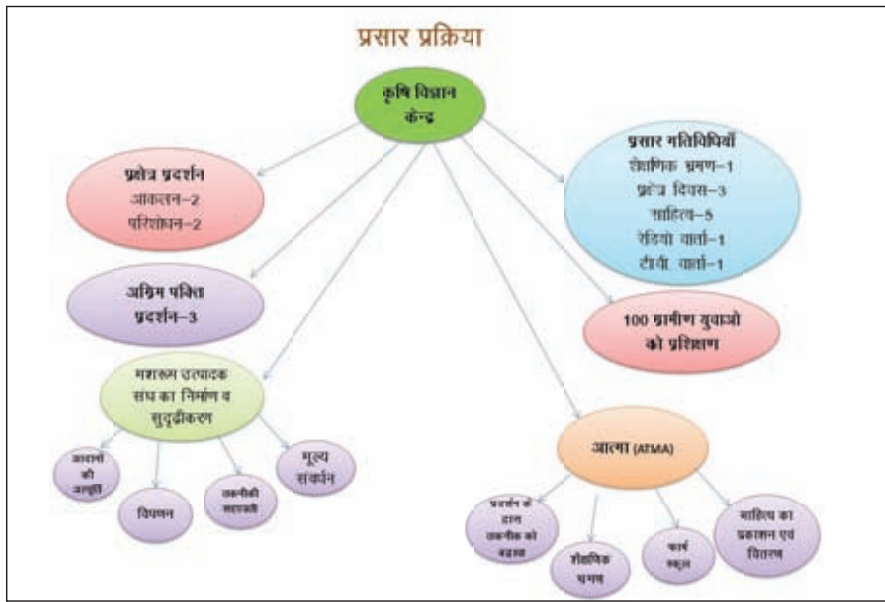 प्रसार प्रक्रिया
कृषि विज्ञान
केन्द्र
प्रक्षेत्र प्रदर्शन
आंकलन-2
परिशोधन-2
प्रसार गतिविधियाँ
शैक्षणिक भ्रमण-1
प्रक्षेत्र दिवस-3
साहित्य-5
रेडियो वार्ता-1
टीवी वार्ता-1
अग्रिम पंक्ति
प्रदर्शन-3
100 ग्रामीण युवाओ
को प्रशिक्षण
मशरूम उत्पादक
संघ का निर्माण व
सुदृढीकरण
आत्मा (ATMA)
आदानों
की
आपूर्ति
विपणन
तकनीकी
मूल्य
संवर्धन
प्रदर्शन के
द्वारा
तकनीक को
बढ़ावा
शैक्षणिक
भ्रमण
फार्म
स्कूल
साहित्य का
प्रकाशन एवं
वितरण